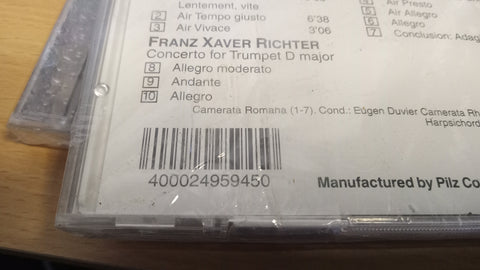 Lentement, vite
2 Air Tempo giusto 6'38
3 Air Vivace 3'06
FRANZ XAVER RICHTER
Concerto for Trumpet D major
8 Allegro moderato
9 Andante
10 Allegro
Air Presto
5 Air Allegro
6 Allegro
7 Conclusion: Adag
Camerata Romana (1-7). Cond.: Eugen Duvier Camerata Rh
Harpsichord
400024959450
Manufactured by Pilz Co